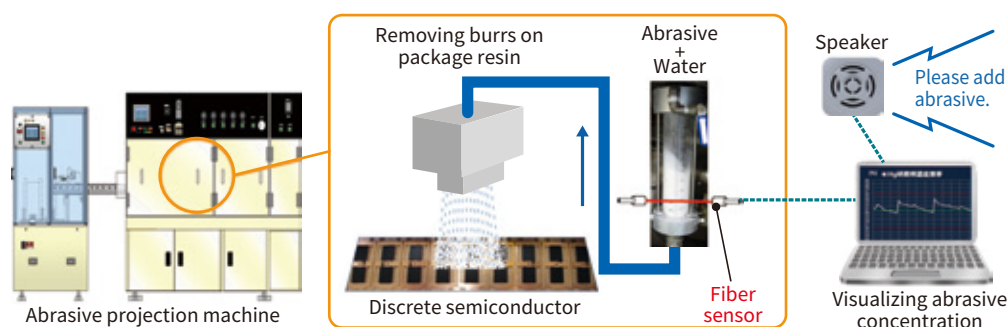 Removing burrs on
package resin
Abrasive
+
Water
Speaker
Please add
abrasive.
Abrasive projection machine
Discrete semiconductor
Fiber
sensor
Visualizing abrasive
concentration